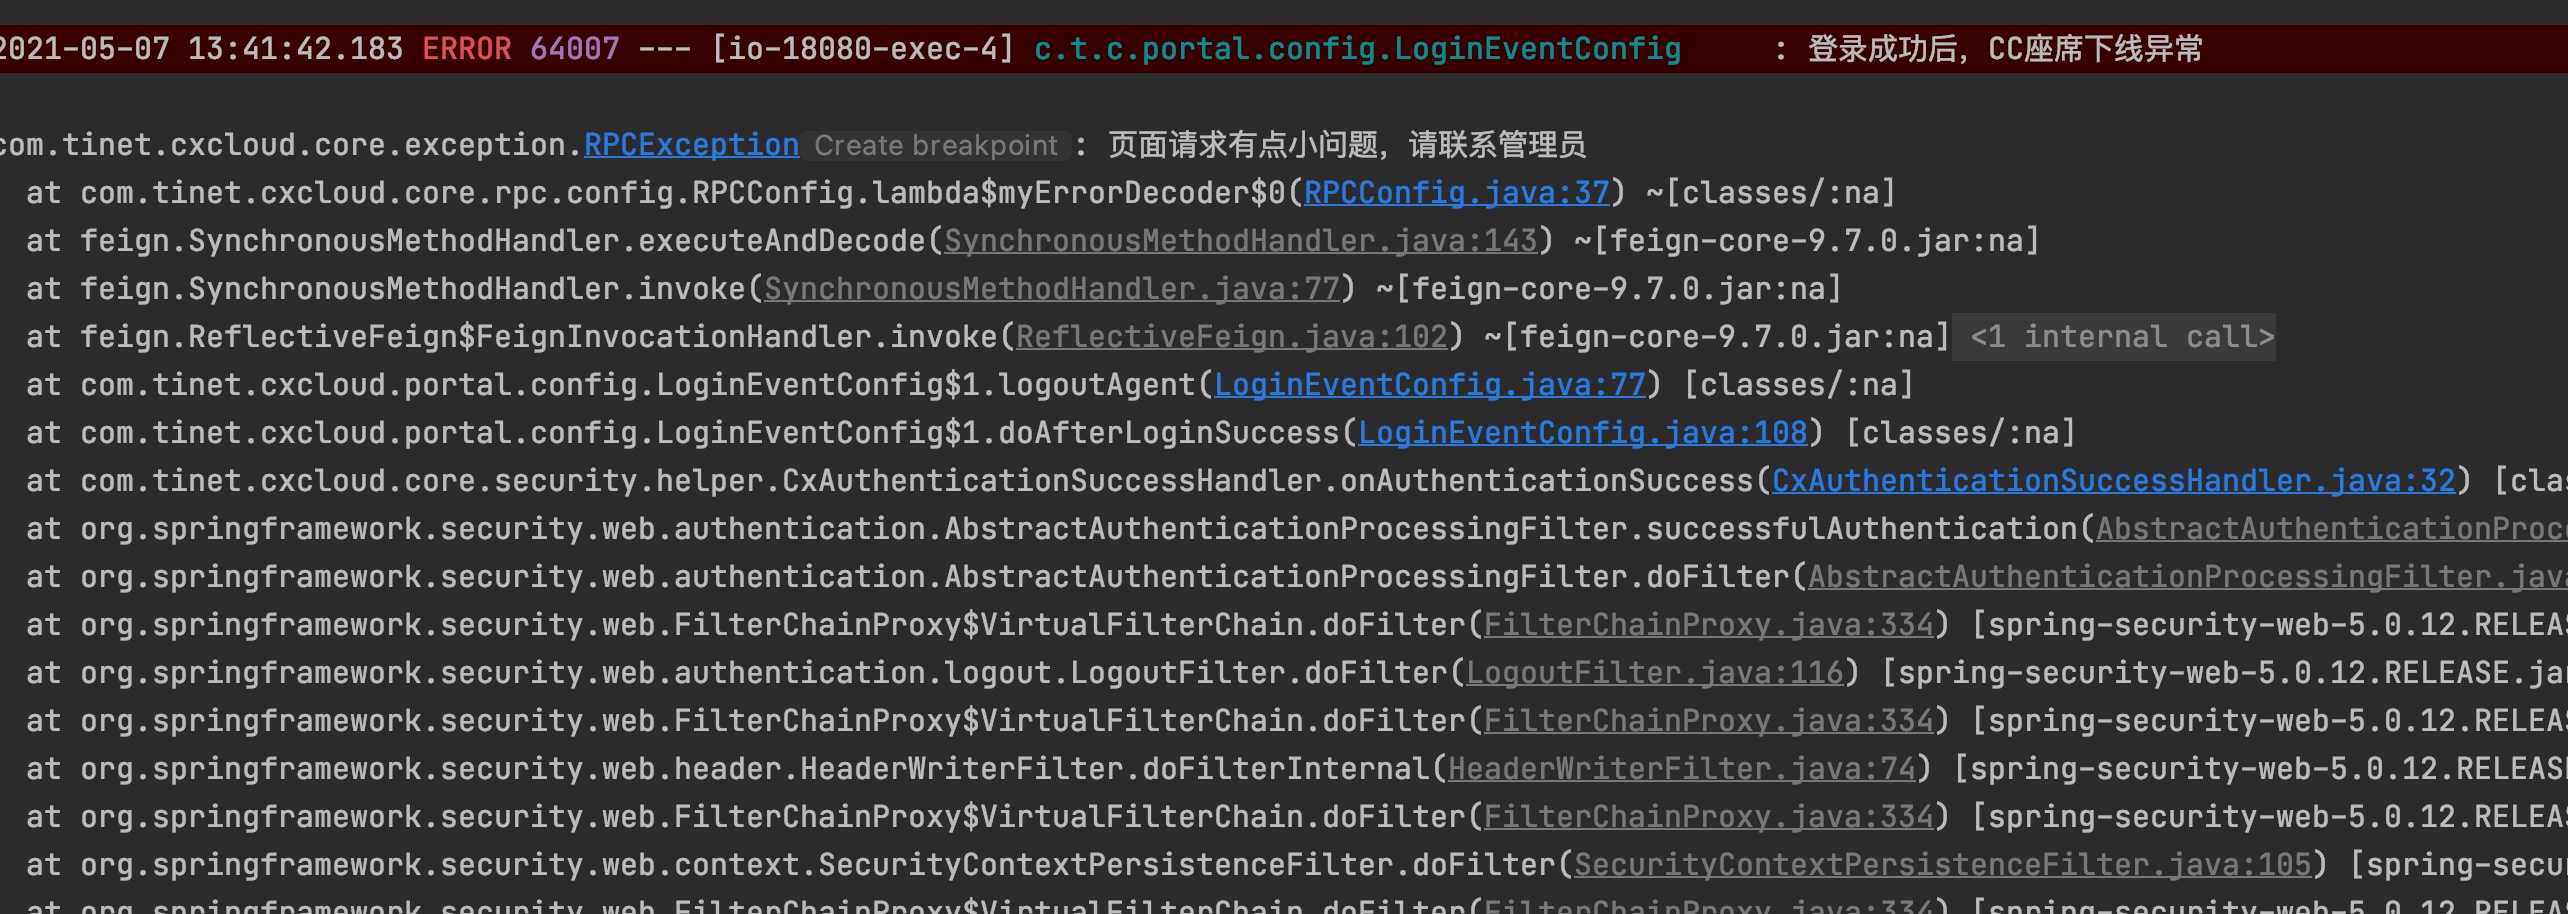 2021-05-07 13:41:42.183 ERROR 64007 --- [io-18080-exec-4] c.t.c.portal.config.LoginEventConfig : 登录成功后，CC座席下线异常
com.tinet.cxcloud.core.exception.RPCException Create breakpoint : 页面请求有点小问题，请联系管理员
at com.tinet.cxcloud.core.rpc.config.RPCConfig.lambda$myErrorDecoder$0(RPCConfig.java:37) ~[classes/:na]
at feign.SynchronousMethodHandler.executeAndDecode(SynchronousMethodHandler.java:143) ~[feign-core-9.7.0.jar:na]
at feign.SynchronousMethodHandler.invoke(SynchronousMethodHandler.java:77) ~[feign-core-9.7.0.jar:na]
at feign.ReflectiveFeign$FeignInvocationHandler.invoke(ReflectiveFeign.java:102) ~[feign-core-9.7.0.jar:na] <1 internal call>
at com.tinet.cxcloud.portal.config.LoginEventConfig$1.logoutAgent(LoginEventConfig.java:77) [classes/:na]
at com.tinet.cxcloud.portal.config.LoginEventConfig$1.doAfterLoginSuccess(LoginEventConfig.java:108) [classes/:na]
at com.tinet.cxcloud.core.security.helper.CxAuthenticationSuccessHandler.onAuthenticationSuccess(CxAuthenticationSuccessHandler.java:32) [clas
at org.springframework.security.web.authentication.AbstractAuthenticationProcessingFilter.successfulAuthentication(AbstractAuthenticationProce
at org.springframework.security.web.authentication.AbstractAuthenticationProcessingFilter.doFilter(AbstractAuthenticationProcessingFilter.java
at org.springframework.security.web.FilterChainProxy$VirtualFilterChain.doFilter(FilterChainProxy.java:334) [spring-security-web-5.0.12.RELEAS
at org.springframework.security.web.authentication.logout.LogoutFilter.doFilter(LogoutFilter.java:116) [spring-security-web-5.0.12.RELEASE.jar
at org.springframework.security.web.FilterChainProxy$VirtualFilterChain.doFilter(FilterChainProxy.java:334) [spring-security-web-5.0.12.RELEAS
at org.springframework.security.web.header.HeaderWriterFilter.doFilterInternal(HeaderWriterFilter.java:74) [spring-security-web-5.0.12.RELEASE
at org.springframework.security.web.FilterChainProxy$VirtualFilterChain.doFilter(FilterChainProxy.java:334) [spring-security-web-5.0.12.RELEAS
at org.springframework.security.web.context.SecurityContextPersistenceFilter.doFilter(SecurityContextPersistenceFilter.java:105) [spring-secur
at org.springframework.security.web.FilterChainProxy$VirtualFilterChain.doFilter(FilterChainProxy.java:334) [spring-security-web-5.0.12.RELEAS